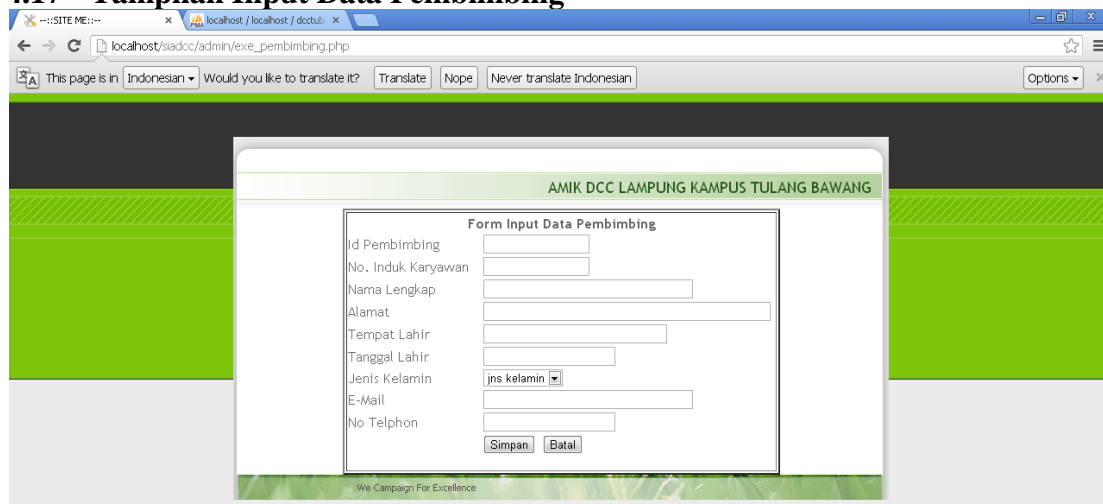 4.17 Tampilan Input Data Pembimbing
--::SITE ME::--
localhost / localhost / dcctub
localhost/siadcc/admin/exe_pembimbing.php
This page is in Indonesian Would you like to translate it? Translate Nope Never translate Indonesian Options
AMIK DCC LAMPUNG KAMPUS TULANG BAWANG
Form Input Data Pembimbing
Id Pembimbing
No. Induk Karyawan
Nama Lengkap
Alamat
Tempat Lahir
Tanggal Lahir
Jenis Kelamin jns kelamin
E-Mail
No Telphon
Simpan Batal
We Campaign For Excellence